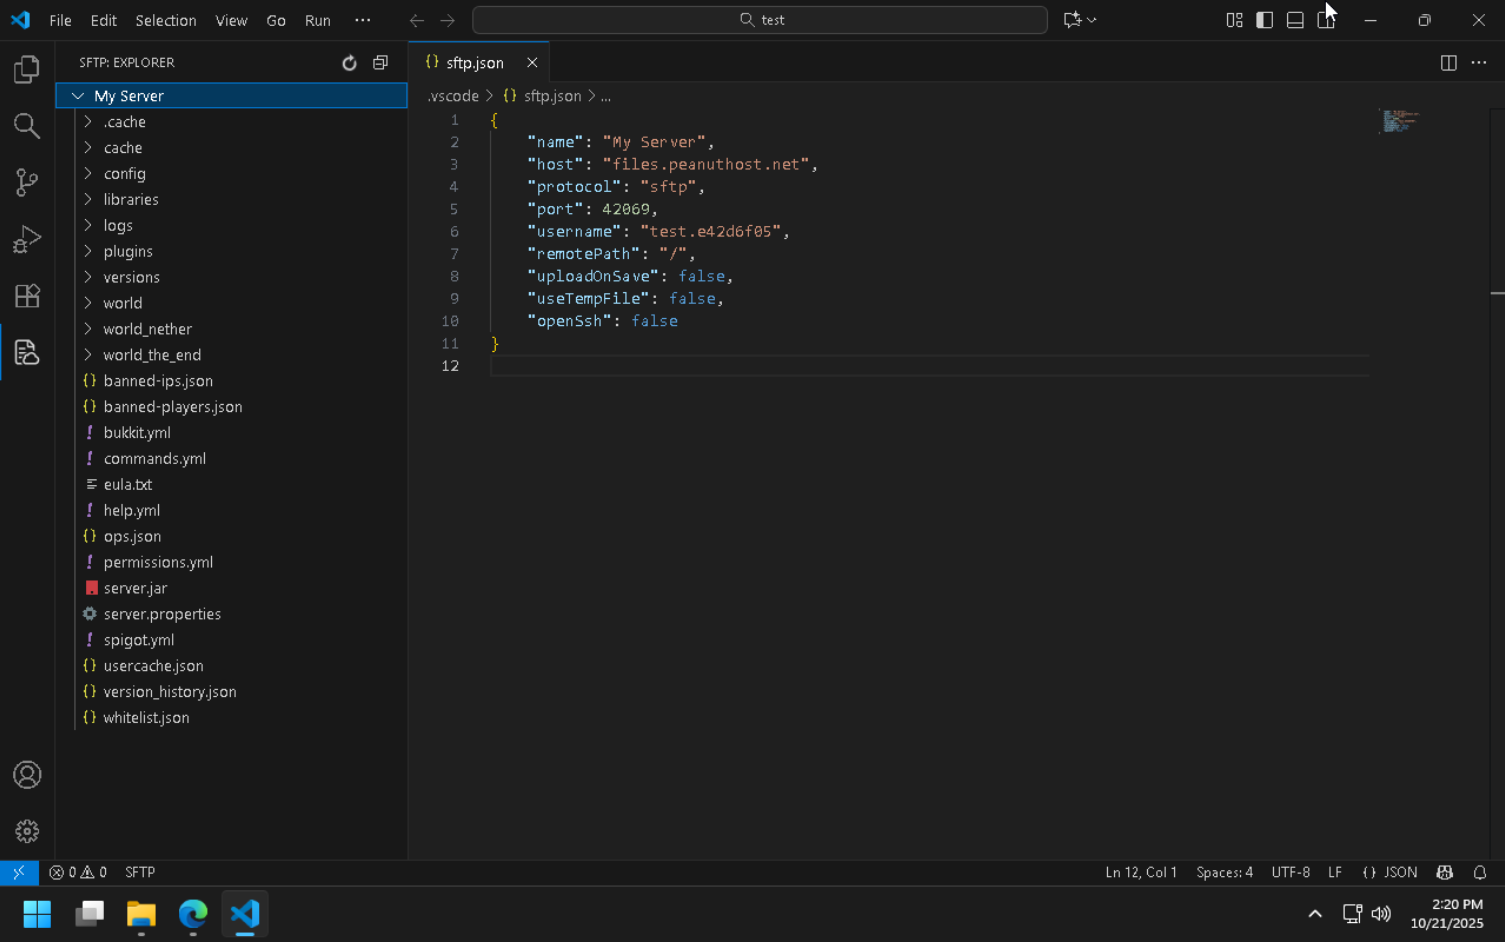 File Edit Selection View Go Run ···
test
SFTP: EXPLORER
My Server
.cache
cache
config
libraries
logs
plugins
versions
world
world_nether
world_the_end
{} banned-ips.json
{} banned-players.json
! bukkit.yml
! commands.yml
eula.txt
! help.yml
{} ops.json
! permissions.yml
server.jar
server.properties
! spigot.yml
{} usercache.json
{} version_history.json
{} whitelist.json
{} sftp.json
.vscode > {} sftp.json > ...
1 {
2 "name": "My Server",
3 "host": "files.peanuthost.net",
4 "protocol": "sftp",
5 "port": 42069,
6 "username": "test.e42d6f05",
7 "remotePath": "/",
8 "uploadOnSave": false,
9 "useTempFile": false,
10 "openSsh": false
11 }
12
0 0 SFTP
Ln 12, Col 1 Spaces: 4 UTF-8 LF {} JSON
2:20 PM
10/21/2025